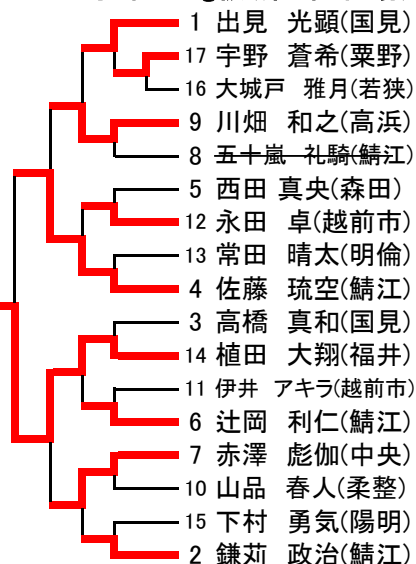 1 出見 光顕(国見)
17 宇野 蒼希(粟野)
16 大城戸 雅月(若狭)
9 川畑 和之(高浜)
8 五十嵐 礼騎(鯖江)
5 西田 真央(森田)
12 永田 卓(越前市)
13 常田 晴太(明倫)
4 佐藤 琉空(鯖江)
3 高橋 真和(国見)
14 植田 大翔(福井)
11 伊井 アキラ(越前市)
6 辻岡 利仁(鯖江)
7 赤澤 彪伽(中央)
10 山品 春人(柔整)
15 下村 勇気(陽明)
2 鎌苅 政治(鯖江)